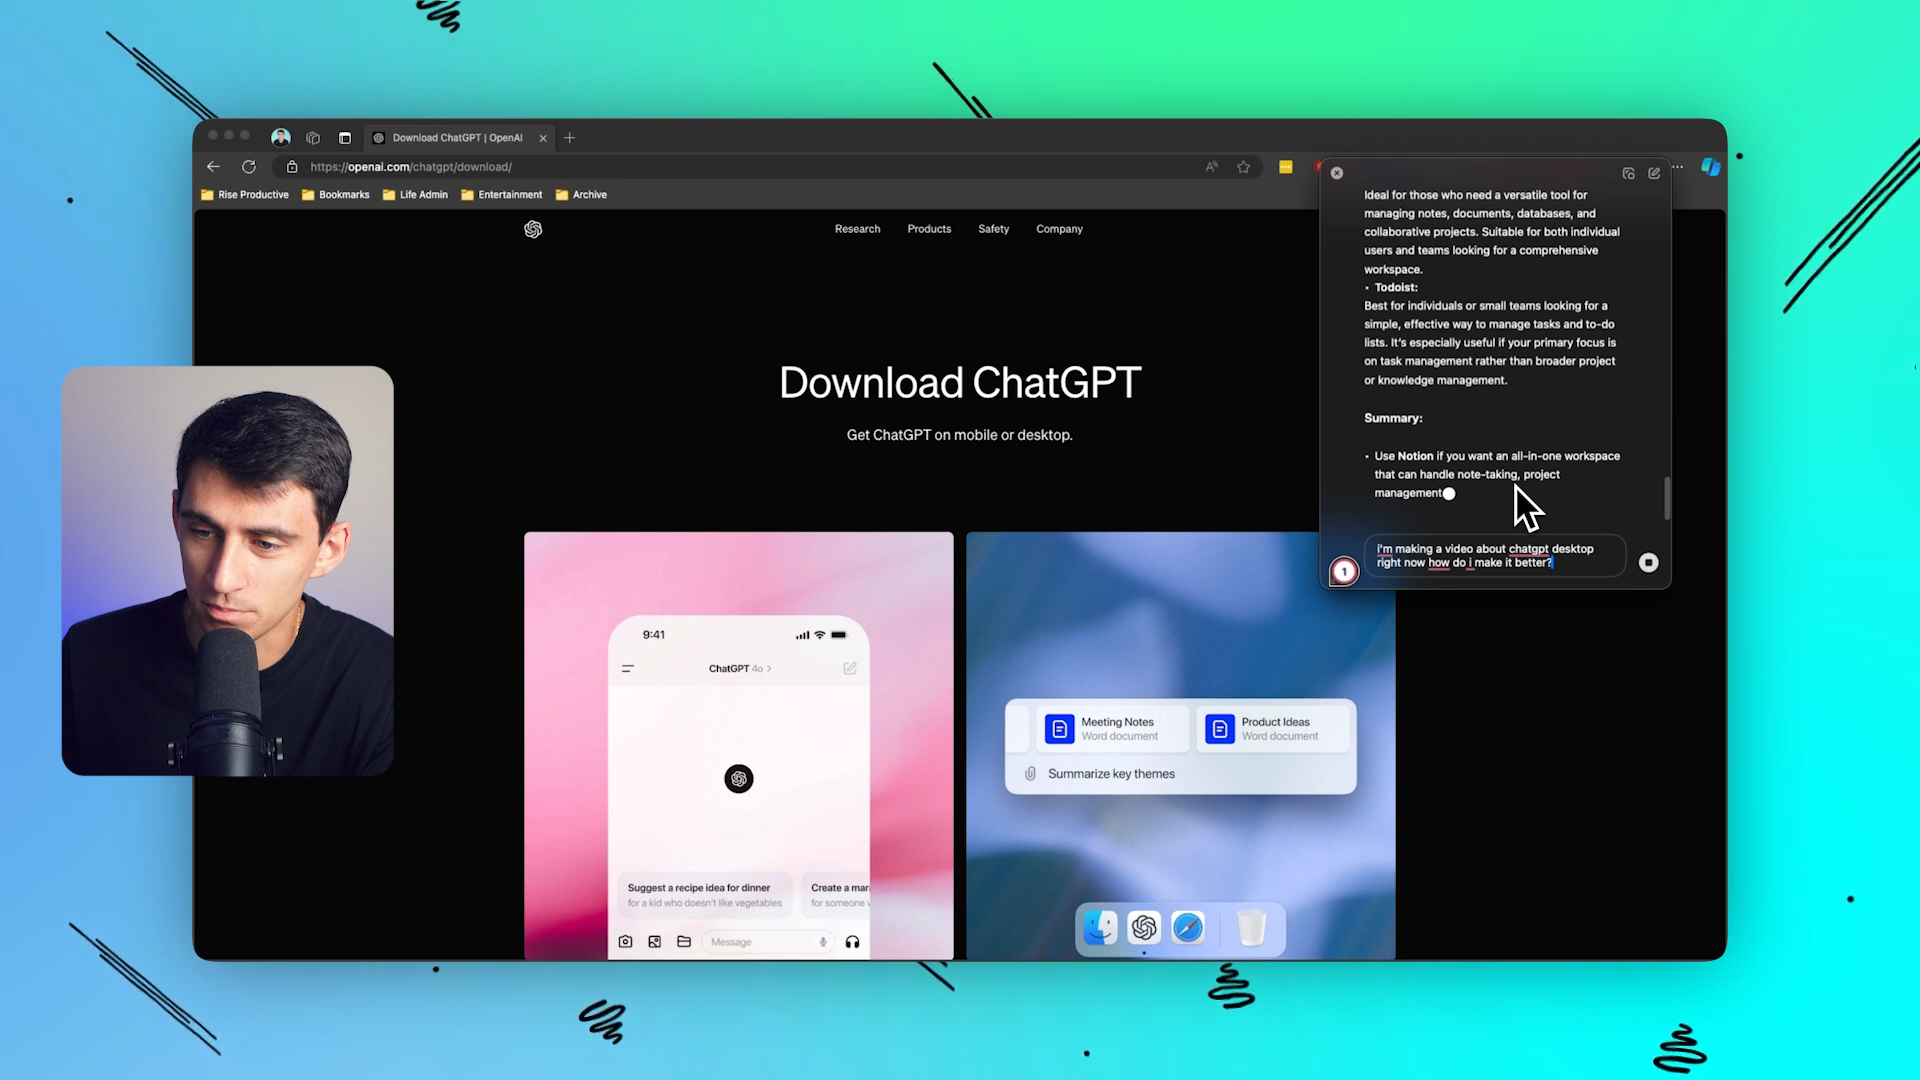 Download ChatGPT | OpenAI
https://openai.com/chatgpt/download/
Rise Productive
Bookmarks
Life Admin
Entertainment
Archive
Research
Products
Safety
Company
Download ChatGPT
Get ChatGPT on mobile or desktop.
9:41
ChatGPT 4o >
Suggest a recipe idea for dinner
for a kid who doesn't like vegetables
Create a mar
for someone
Message
Meeting Notes
Word document
Product Ideas
Word document
Summarize key themes
Ideal for those who need a versatile tool for
managing notes, documents, databases, and
collaborative projects. Suitable for both individual
users and teams looking for a comprehensive
workspace.
• Todoist:
Best for individuals or small teams looking for a
simple, effective way to manage tasks and to-do
lists. It's especially useful if your primary focus is
on task management rather than broader project
or knowledge management.
Summary:
• Use Notion if you want an all-in-one workspace
that can handle note-taking, project
management
i'm making a video about chatgpt desktop
right now how do i make it better?
1